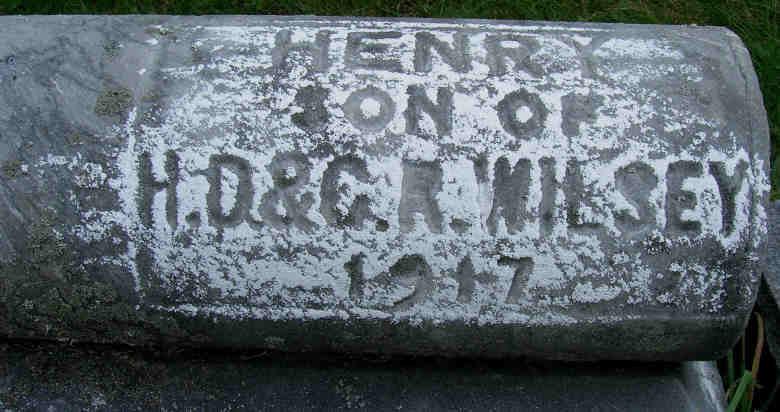 HENRY
SON OF
H.D.&G.R.WILSEY
1917